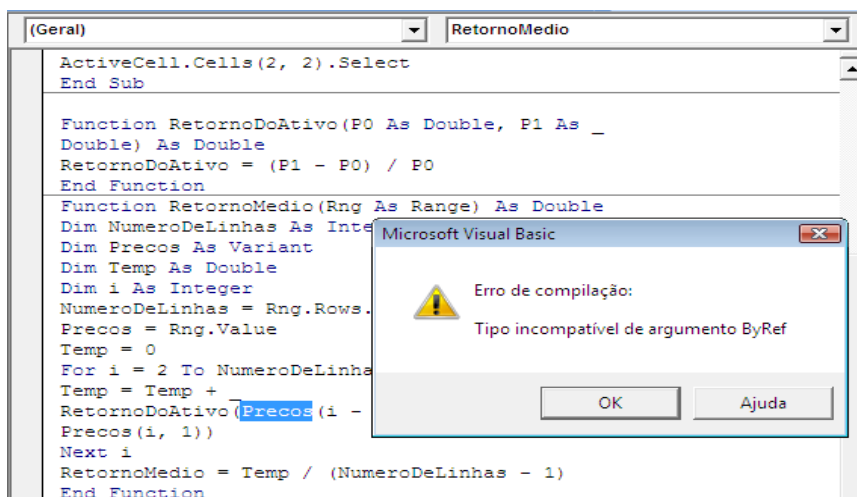 (Geral)
RetornoMedio
ActiveCell.Cells(2, 2).Select
End Sub
Function RetornoDoAtivo(P0 As Double, P1 As _
Double) As Double
RetornoDoAtivo = (P1 - P0) / P0
End Function
Function RetornoMedio(Rng As Range) As Double
Dim NumeroDeLinhas As Inte
Dim Precos As Variant
Dim Temp As Double
Dim i As Integer
NumeroDeLinhas = Rng.Rows.
Precos = Rng.Value
Temp = 0
For i = 2 To NumeroDeLinha
Temp = Temp + _
RetornoDoAtivo(Precos(i -
Precos(i, 1))
Next i
RetornoMedio = Temp / (NumeroDeLinhas - 1)
End Function
Microsoft Visual Basic
Erro de compilação:
Tipo incompatível de argumento ByRef
OK
Ajuda